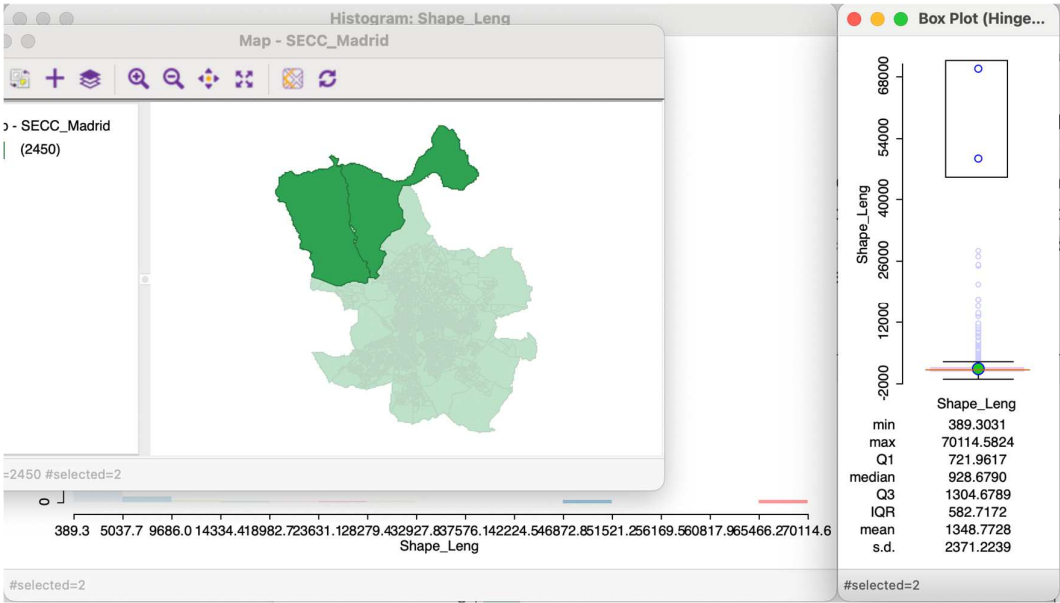 Histogram: Shape_Leng
Map - SECC_Madrid
- SECC_Madrid
(2450)
=2450 #selected=2
0
389.3 5037.7 9686.0 14334.418982.723631.128279.432927.837576.142224.546872.851521.256169.560817.965466.270114.6
Shape_Leng
#selected=2
Box Plot (Hinge...
68000
54000
40000
26000
12000
-2000
Shape_Leng
Shape_Leng
min 389.3031
max 70114.5824
Q1 721.9617
median 928.6790
Q3 1304.6789
IQR 582.7172
mean 1348.7728
s.d. 2371.2239
#selected=2